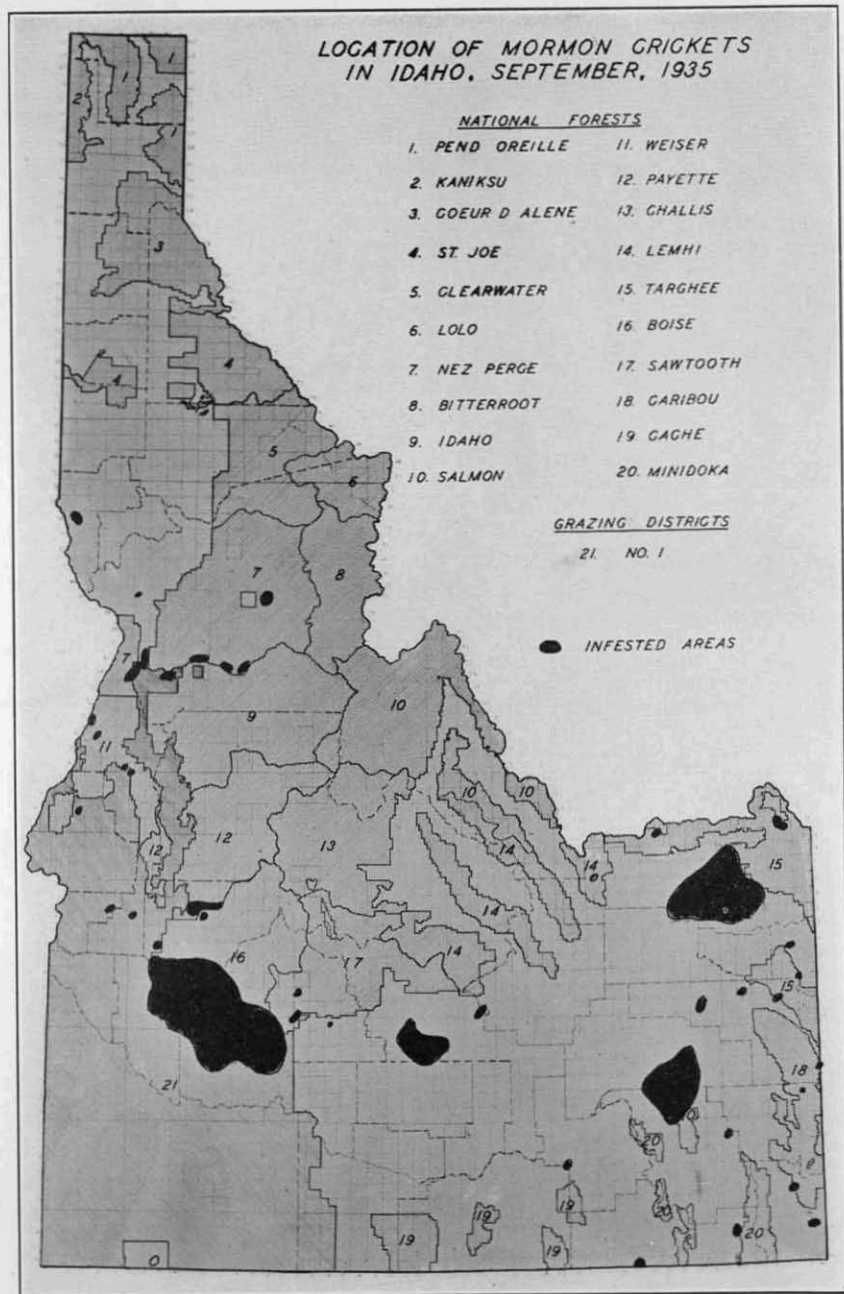 LOCATION OF MORMON CRICKETS
IN IDAHO, SEPTEMBER, 1935
NATIONAL FORESTS
1. PEND OREILLE
2. KANIKSU
3. COEUR D ALENE
4. ST. JOE
5. CLEARWATER
6. LOLO
7. NEZ PERCE
8. BITTERROOT
9. IDAHO
10. SALMON
11. WEISER
12. PAYETTE
13. CHALLIS
14. LEMHI
15. TARGHEE
16. BOISE
17. SAWTOOTH
18. CARIBOU
19. CACHE
20. MINIDOKA
GRAZING DISTRICTS
21. NO. 1
INFESTED AREAS
1
1
2
1
3
4
4
5
6
7
8
7
10
9
11
10
10
12
12
13
14
14
15
14
16
17
14
15
18
21
20
19
19
20
19
19
20
0